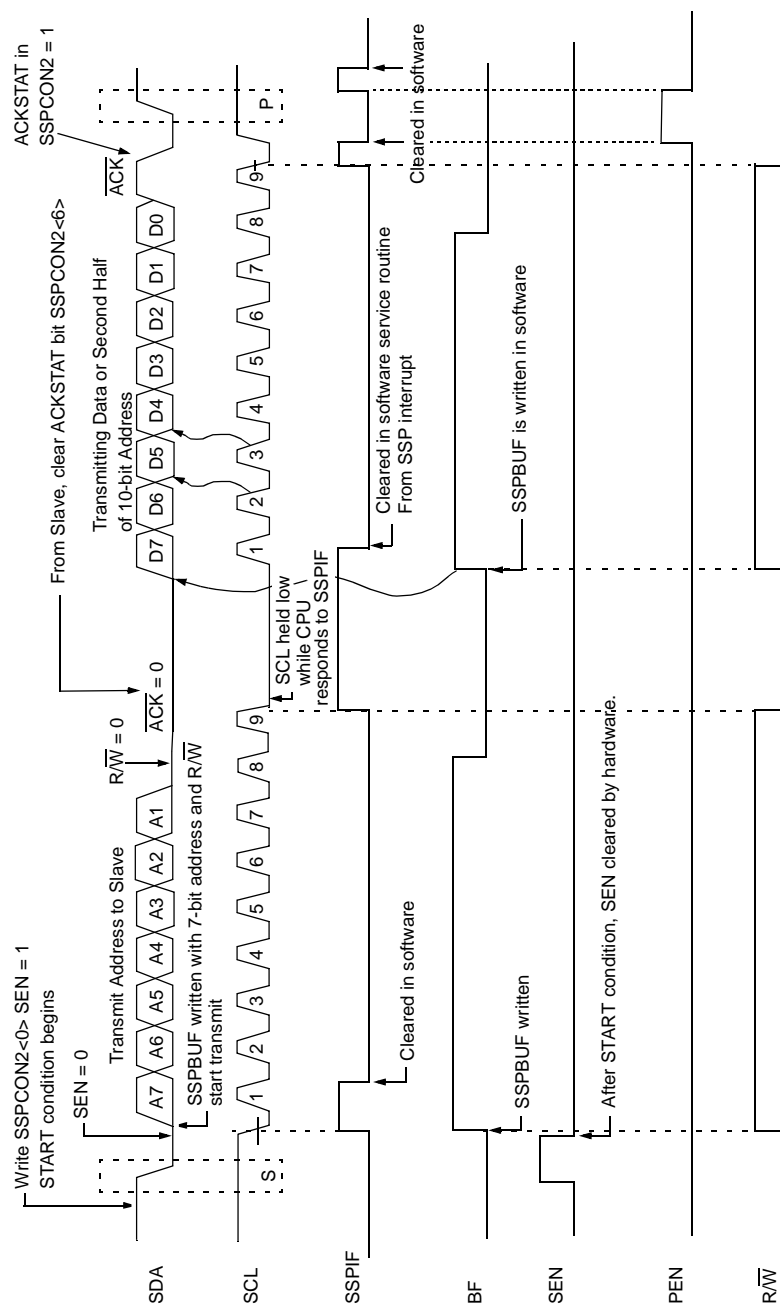 Write SSPCON2<0> SEN = 1
START condition begins
SEN = 0
From Slave, clear ACKSTAT bit SSPCON2<6>
ACKSTAT in
SSPCON2 = 1
Transmit Address to Slave
R/W = 0
ACK = 0
Transmitting Data or Second Half
of 10-bit Address
ACK
SDA
A7 A6 A5 A4 A3 A2 A1
D7 D6 D5 D4 D3 D2 D1 D0
SSPBUF written with 7-bit address and R/W
start transmit
SCL
S
1 2 3 4 5 6 7 8 9
1 2 3 4 5 6 7 8 9
P
SCL held low
while CPU
responds to SSPIF
SSPIF
Cleared in software
Cleared in software service routine
From SSP interrupt
Cleared in software
BF
SSPBUF written
SSPBUF is written in software
SEN
After START condition, SEN cleared by hardware.
PEN
R/W